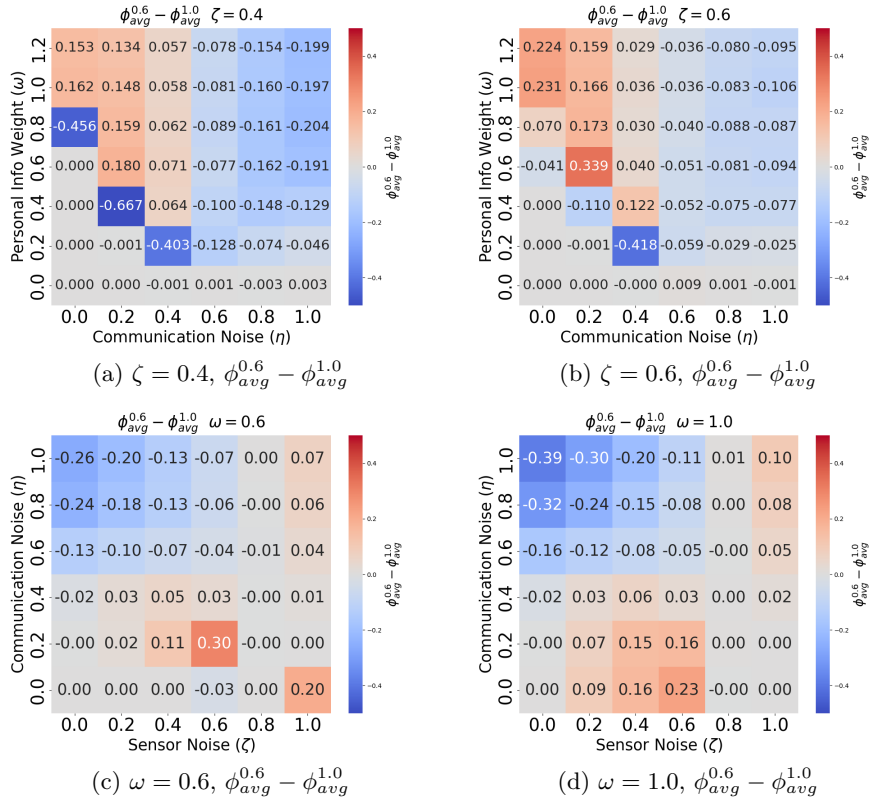 ϕ^{0.6}_{avg} − ϕ^{1.0}_{avg} ζ = 0.4
Personal Info Weight (ω)
1.2 0.153 0.134 0.057 -0.078 -0.154 -0.199
1.0 0.162 0.148 0.058 -0.081 -0.160 -0.197
0.8 -0.456 0.159 0.062 -0.089 -0.161 -0.204
0.6 0.000 0.180 0.071 -0.077 -0.162 -0.191
0.4 0.000 -0.667 0.064 -0.100 -0.148 -0.129
0.2 0.000 -0.001 -0.403 -0.128 -0.074 -0.046
0.0 0.000 0.000 -0.001 0.001 -0.003 0.003
0.0 0.2 0.4 0.6 0.8 1.0
Communication Noise (η)
0.4
0.2
0.0
−0.2
−0.4
ϕ^{0.6}_{avg} − ϕ^{1.0}_{avg}
(a) ζ = 0.4, ϕ^{0.6}_{avg} − ϕ^{1.0}_{avg}
ϕ^{0.6}_{avg} − ϕ^{1.0}_{avg} ζ = 0.6
Personal Info Weight (ω)
1.2 0.224 0.159 0.029 -0.036 -0.080 -0.095
1.0 0.231 0.166 0.036 -0.036 -0.083 -0.106
0.8 0.070 0.173 0.030 -0.040 -0.088 -0.087
0.6 -0.041 0.339 0.040 -0.051 -0.081 -0.094
0.4 0.000 -0.110 0.122 -0.052 -0.075 -0.077
0.2 0.000 -0.001 -0.418 -0.059 -0.029 -0.025
0.0 0.000 0.000 -0.000 0.009 0.001 -0.001
0.0 0.2 0.4 0.6 0.8 1.0
Communication Noise (η)
0.4
0.2
0.0
−0.2
−0.4
ϕ^{0.6}_{avg} − ϕ^{1.0}_{avg}
(b) ζ = 0.6, ϕ^{0.6}_{avg} − ϕ^{1.0}_{avg}
ϕ^{0.6}_{avg} − ϕ^{1.0}_{avg} ω = 0.6
Communication Noise (η)
1.0 -0.26 -0.20 -0.13 -0.07 0.00 0.07
0.8 -0.24 -0.18 -0.13 -0.06 -0.00 0.06
0.6 -0.13 -0.10 -0.07 -0.04 -0.01 0.04
0.4 -0.02 0.03 0.05 0.03 -0.00 0.01
0.2 -0.00 0.02 0.11 0.30 -0.00 0.00
0.0 0.00 0.00 0.00 -0.03 0.00 0.20
0.0 0.2 0.4 0.6 0.8 1.0
Sensor Noise (ζ)
0.4
0.2
0.0
−0.2
−0.4
ϕ^{0.6}_{avg} − ϕ^{1.0}_{avg}
(c) ω = 0.6, ϕ^{0.6}_{avg} − ϕ^{1.0}_{avg}
ϕ^{0.6}_{avg} − ϕ^{1.0}_{avg} ω = 1.0
Communication Noise (η)
1.0 -0.39 -0.30 -0.20 -0.11 0.01 0.10
0.8 -0.32 -0.24 -0.15 -0.08 0.00 0.08
0.6 -0.16 -0.12 -0.08 -0.05 -0.00 0.05
0.4 -0.02 0.03 0.06 0.03 -0.00 0.02
0.2 -0.00 0.07 0.15 0.16 -0.00 0.00
0.0 0.00 0.09 0.16 0.23 -0.00 0.00
0.0 0.2 0.4 0.6 0.8 1.0
Sensor Noise (ζ)
0.4
0.2
0.0
−0.2
−0.4
ϕ^{0.6}_{avg} − ϕ^{1.0}_{avg}
(d) ω = 1.0, ϕ^{0.6}_{avg} − ϕ^{1.0}_{avg}